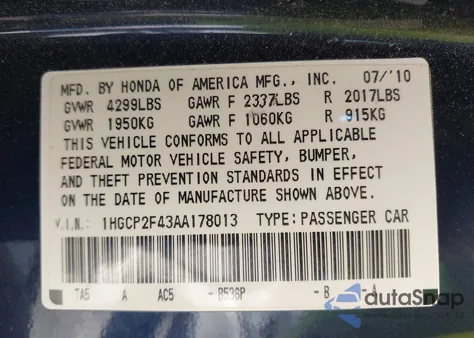 MFD. BY HONDA OF AMERICA MFG., INC. 07/'10
GVWR 4299LBS GAWR F 2337LBS R 2017LBS
GVWR 1950KG GAWR F 1060KG R 915KG
THIS VEHICLE CONFORMS TO ALL APPLICABLE
FEDERAL MOTOR VEHICLE SAFETY, BUMPER,
AND THEFT PREVENTION STANDARDS IN EFFECT
ON THE DATE OF MANUFACTURE SHOWN ABOVE.
V.I.N.: 1HGCP2F43AA178013 TYPE: PASSENGER CAR
TA5 A AC5 - B536P - B - A
autoSnap